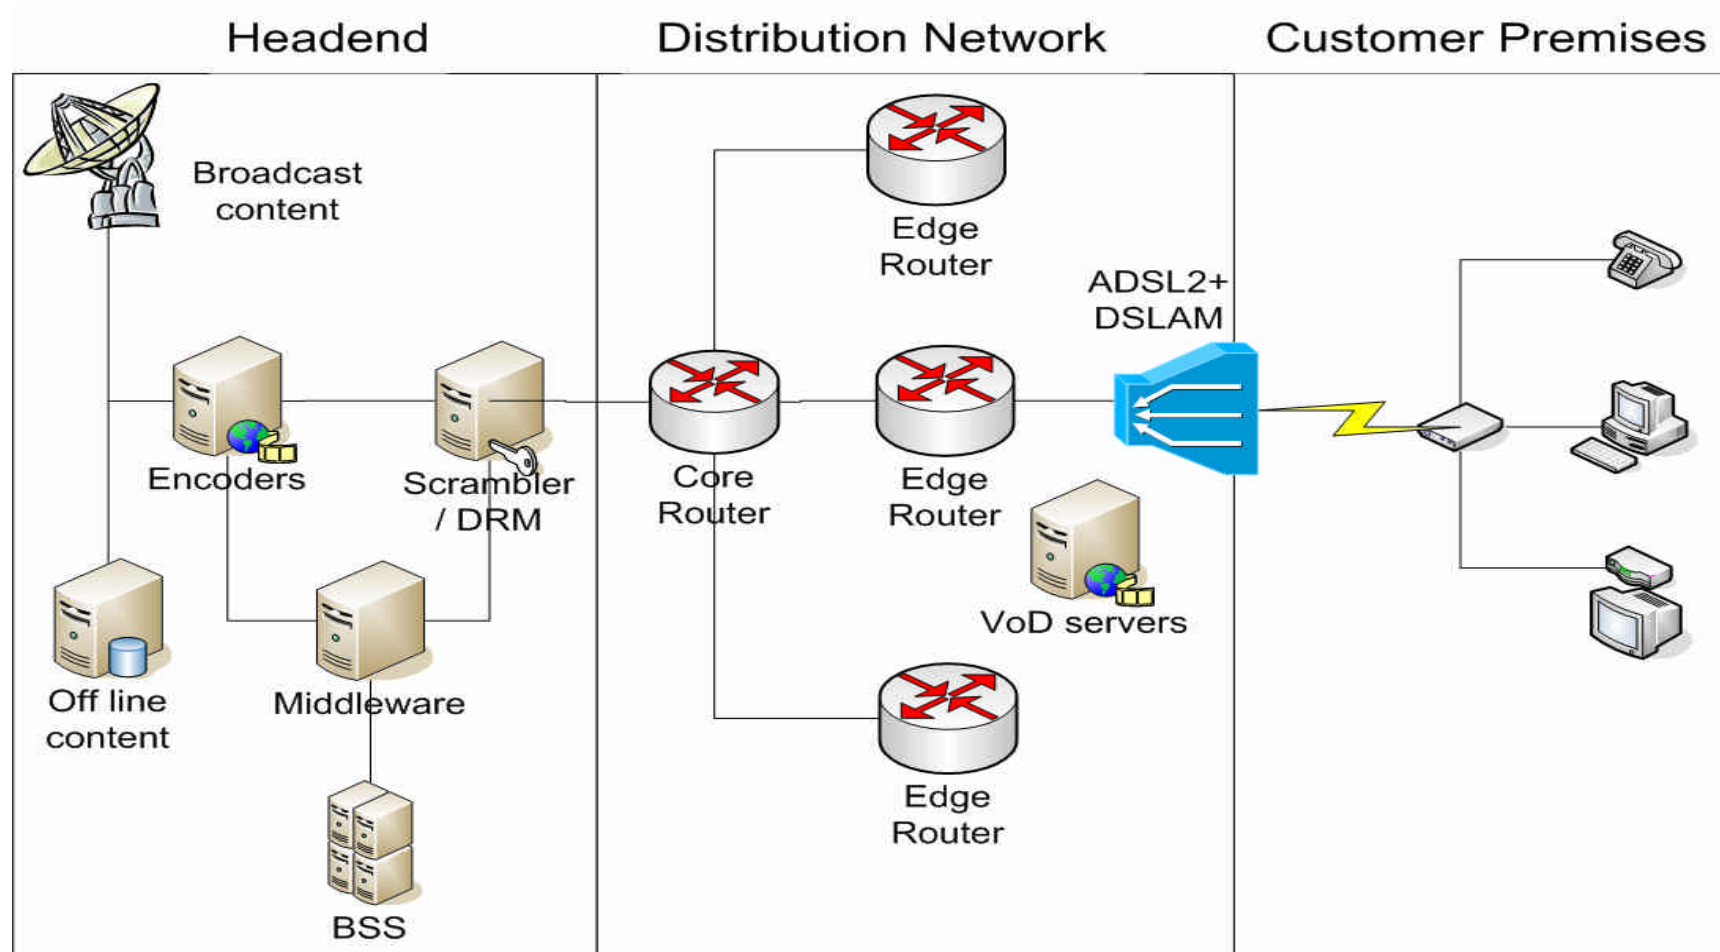 Headend
Distribution Network
Customer Premises
Broadcast
content
Edge
Router
ADSL2+
DSLAM
Encoders
Scrambler
/ DRM
Core
Router
Edge
Router
VoD servers
Off line
content
Middleware
Edge
Router
BSS